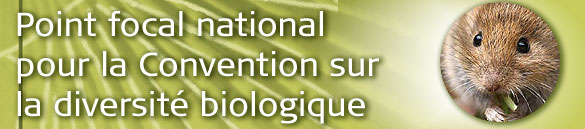 Point focal national
pour la Convention sur
la diversité biologique